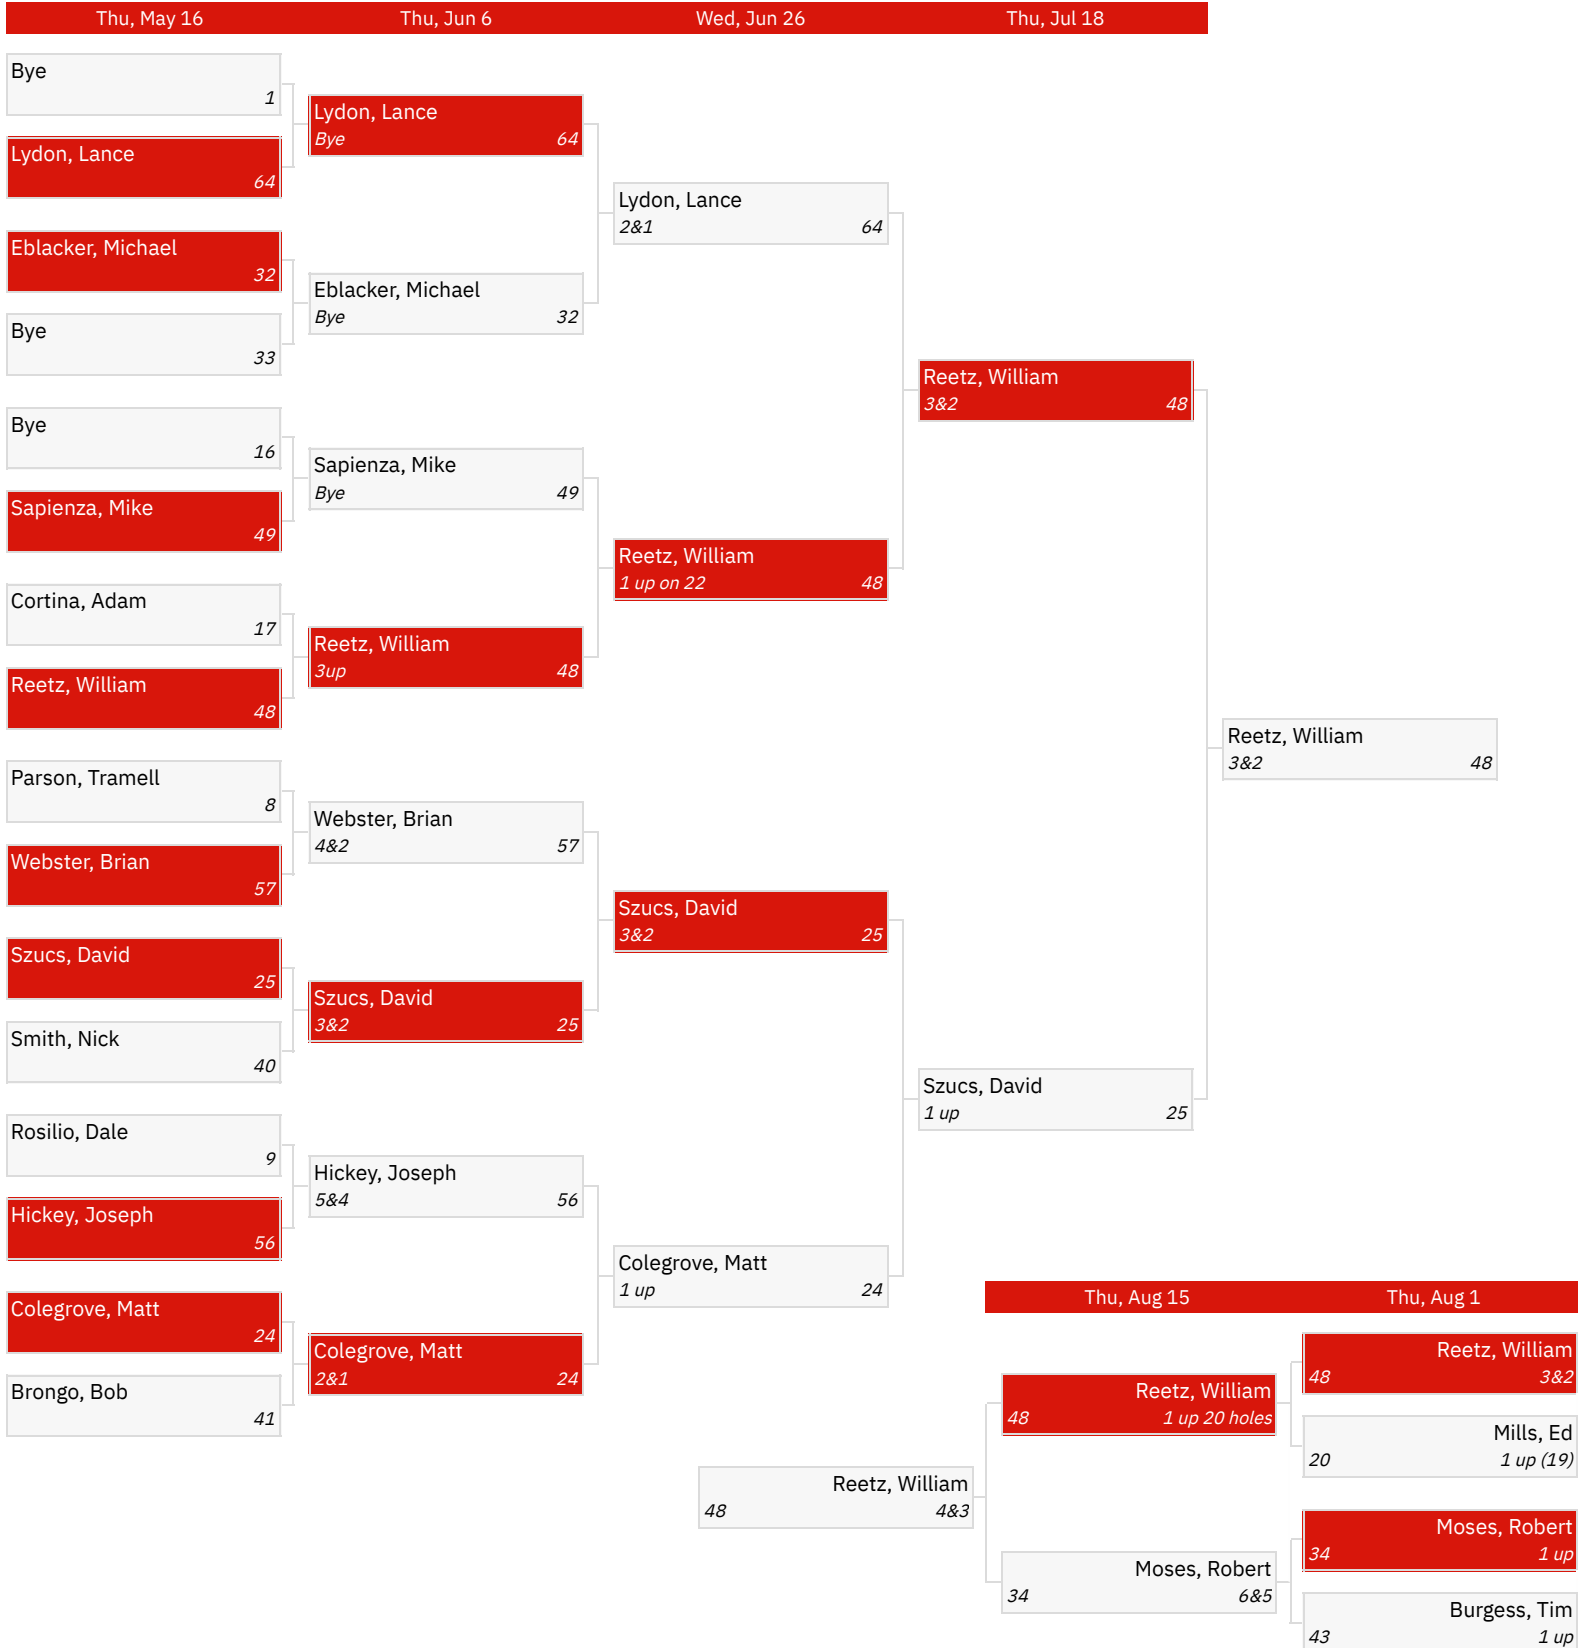 Thu, May 16 Thu, Jun 6 Wed, Jun 26 Thu, Jul 18
Bye
1
Lydon, Lance
64
Eblacker, Michael
32
Bye
33
Bye
16
Sapienza, Mike
49
Cortina, Adam
17
Reetz, William
48
Parson, Tramell
8
Webster, Brian
57
Szucs, David
25
Smith, Nick
40
Rosilio, Dale
9
Hickey, Joseph
56
Colegrove, Matt
24
Brongo, Bob
41
Lydon, Lance
Bye 64
Eblacker, Michael
Bye 32
Sapienza, Mike
Bye 49
Reetz, William
3up 48
Webster, Brian
4&2 57
Szucs, David
3&2 25
Hickey, Joseph
5&4 56
Colegrove, Matt
2&1 24
Lydon, Lance
2&1 64
Reetz, William
1 up on 22 48
Szucs, David
3&2 25
Colegrove, Matt
1 up 24
Reetz, William
3&2 48
Szucs, David
1 up 25
Reetz, William
3&2 48
Thu, Aug 15 Thu, Aug 1
Reetz, William
48 3&2
Mills, Ed
20 1 up (19)
Moses, Robert
34 1 up
Burgess, Tim
43 1 up
Reetz, William
48 1 up 20 holes
Moses, Robert
34 6&5
Reetz, William
48 4&3